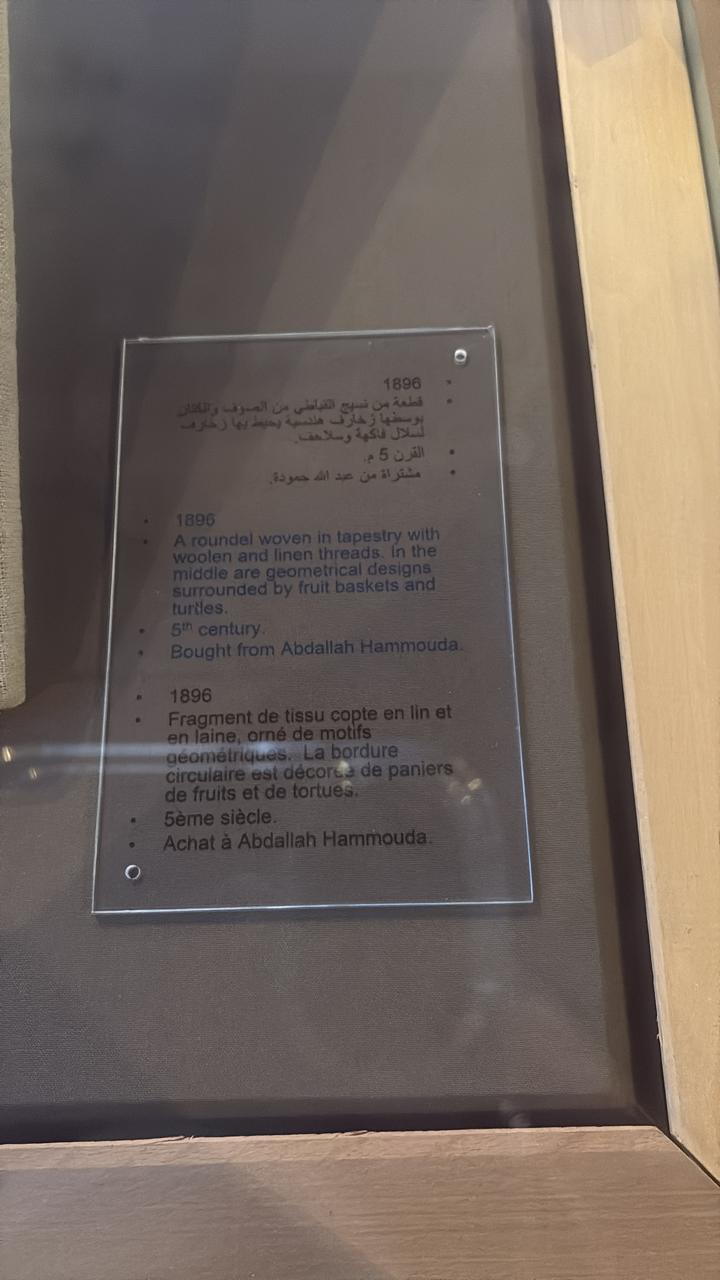 1896
قطعة من نسيج القباطي من الصوف والكتان
بوسطها زخارف هندسية يحيط بها زخارف
لسلال فاكهة وسلاحف.
القرن 5 م.
مشتراة من عبد الله حمودة.
1896
A roundel woven in tapestry with
woolen and linen threads. In the
middle are geometrical designs
surrounded by fruit baskets and
turtles.
5th century.
Bought from Abdallah Hammouda.
1896
Fragment de tissu copte en lin et
en laine, orné de motifs
géométriques. La bordure
circulaire est décorée de paniers
de fruits et de tortues.
5ème siècle.
Achat à Abdallah Hammouda.